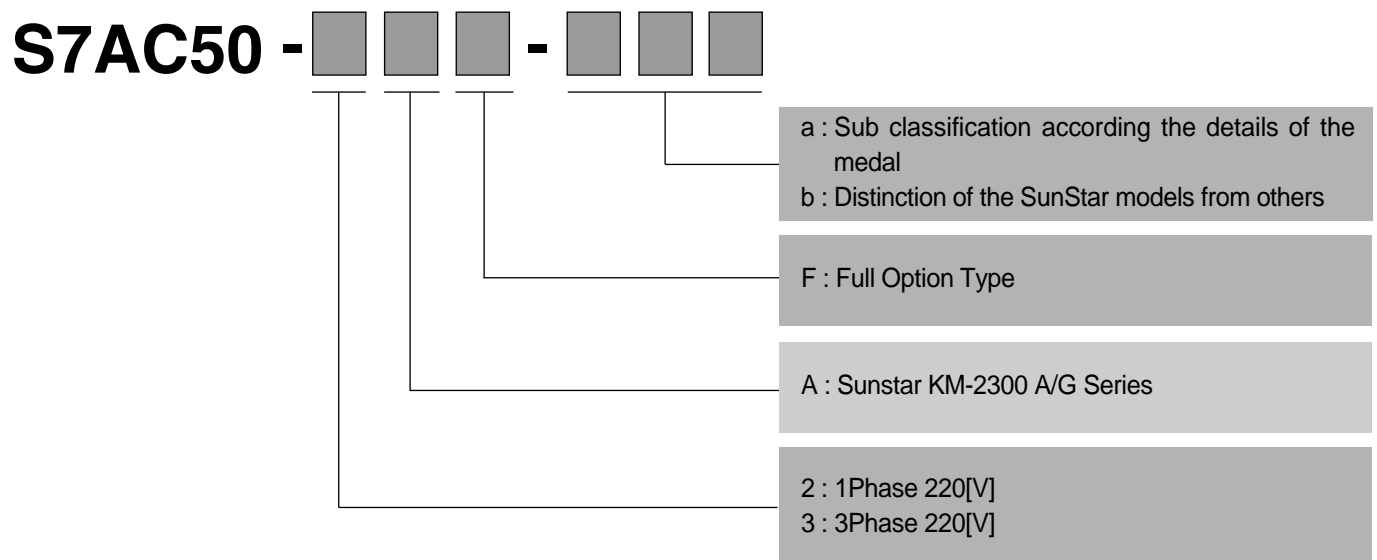 S7AC50 - -
a : Sub classification according the details of the
medal
b : Distinction of the SunStar models from others
F : Full Option Type
A : Sunstar KM-2300 A/G Series
2 : 1Phase 220[V]
3 : 3Phase 220[V]